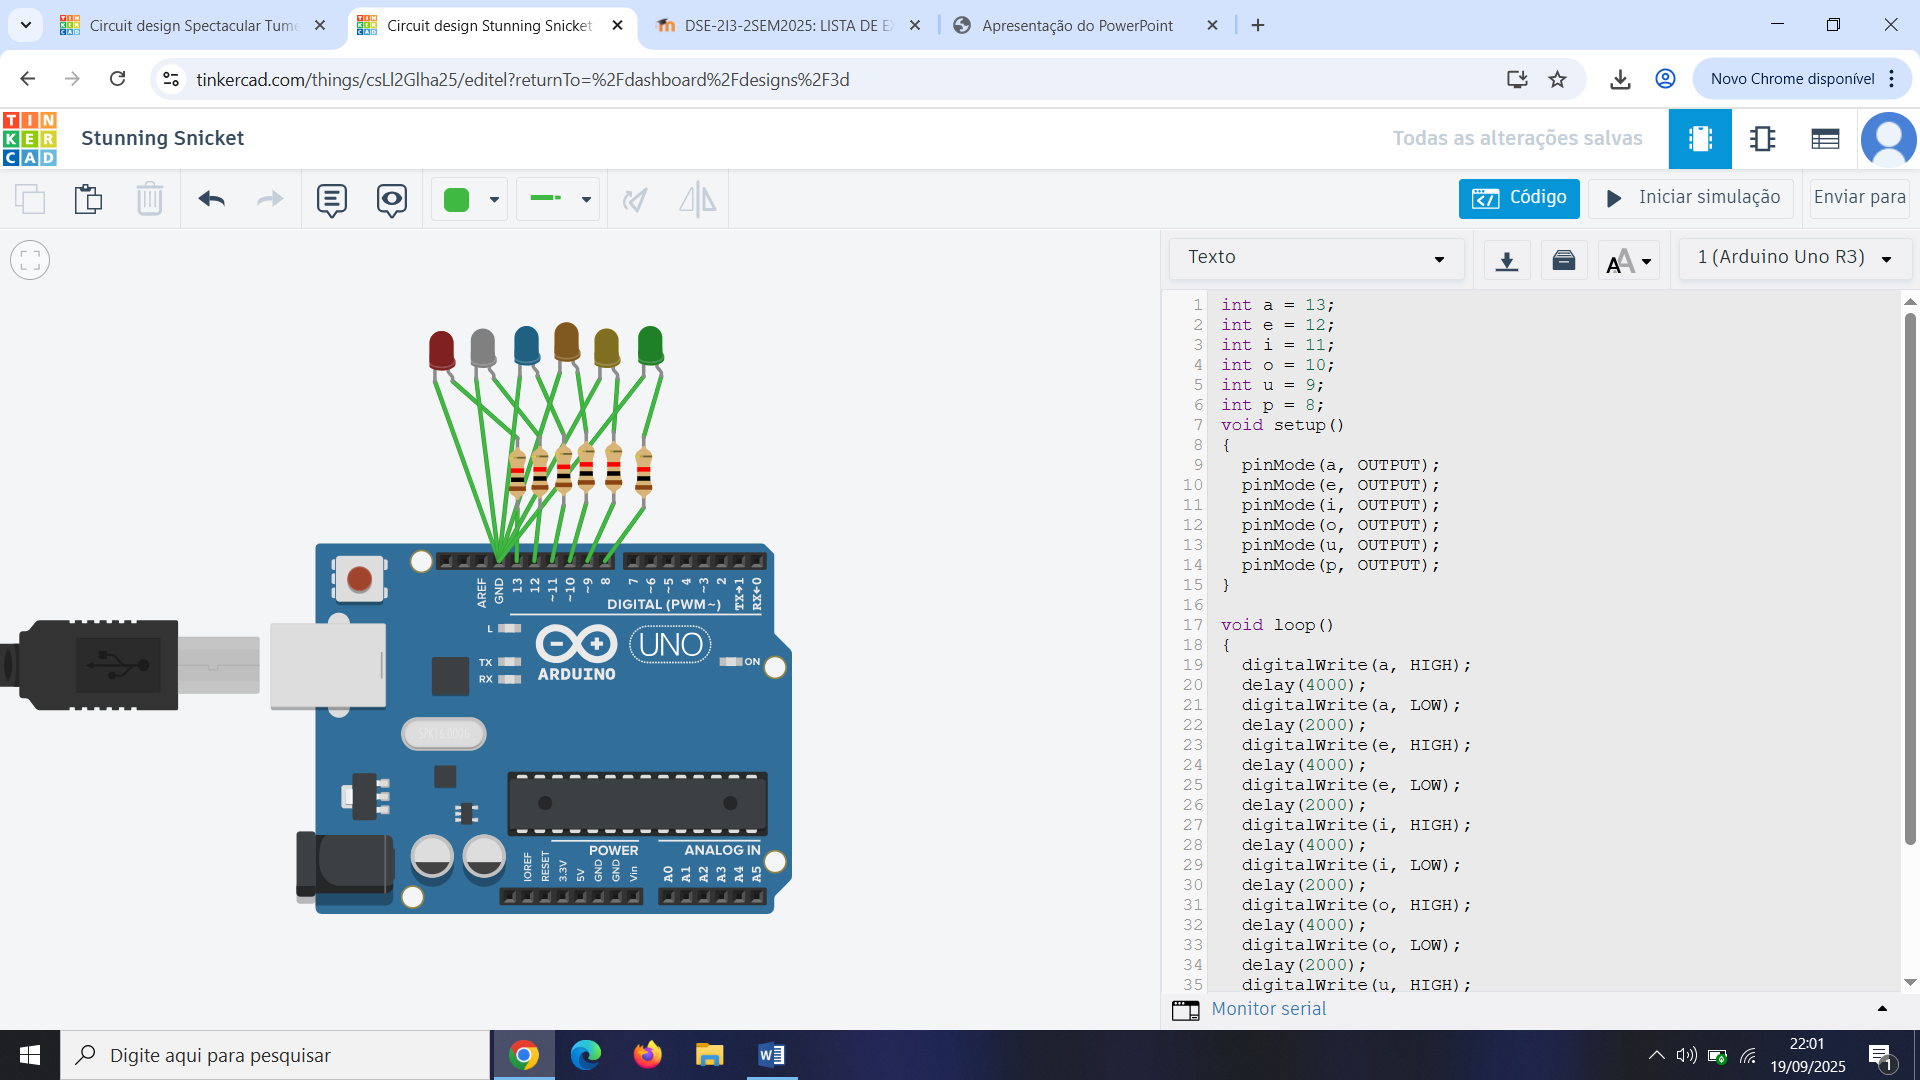 Circuit design Spectacular Tume
Circuit design Stunning Snicket
DSE-2I3-2SEM2025: LISTA DE E
Apresentação do PowerPoint
tinkercad.com/things/csLl2Glha25/editel?returnTo=%2Fdashboard%2Fdesigns%2F3d
Novo Chrome disponível
TIN
KER
CAD
Stunning Snicket
Todas as alterações salvas
Código
Iniciar simulação
Enviar para
Texto
1 (Arduino Uno R3)
1 int a = 13;
2 int e = 12;
3 int i = 11;
4 int o = 10;
5 int u = 9;
6 int p = 8;
7 void setup()
8 {
9 pinMode(a, OUTPUT);
10 pinMode(e, OUTPUT);
11 pinMode(i, OUTPUT);
12 pinMode(o, OUTPUT);
13 pinMode(u, OUTPUT);
14 pinMode(p, OUTPUT);
15 }
16
17 void loop()
18 {
19 digitalWrite(a, HIGH);
20 delay(4000);
21 digitalWrite(a, LOW);
22 delay(2000);
23 digitalWrite(e, HIGH);
24 delay(4000);
25 digitalWrite(e, LOW);
26 delay(2000);
27 digitalWrite(i, HIGH);
28 delay(4000);
29 digitalWrite(i, LOW);
30 delay(2000);
31 digitalWrite(o, HIGH);
32 delay(4000);
33 digitalWrite(o, LOW);
34 delay(2000);
35 digitalWrite(u, HIGH);
AREF GND 13 12 ~11 ~10 ~9 8 7 ~6 ~5 4 ~3 2 TX→1 RX←0
DIGITAL (PWM~)
L
TX
RX
UNO
ON
ARDUINO
SPK16.000G
POWER
ANALOG IN
IOREF RESET 3.3V 5V GND GND Vin A0 A1 A2 A3 A4 A5
Monitor serial
Digite aqui para pesquisar
22:01
19/09/2025
1